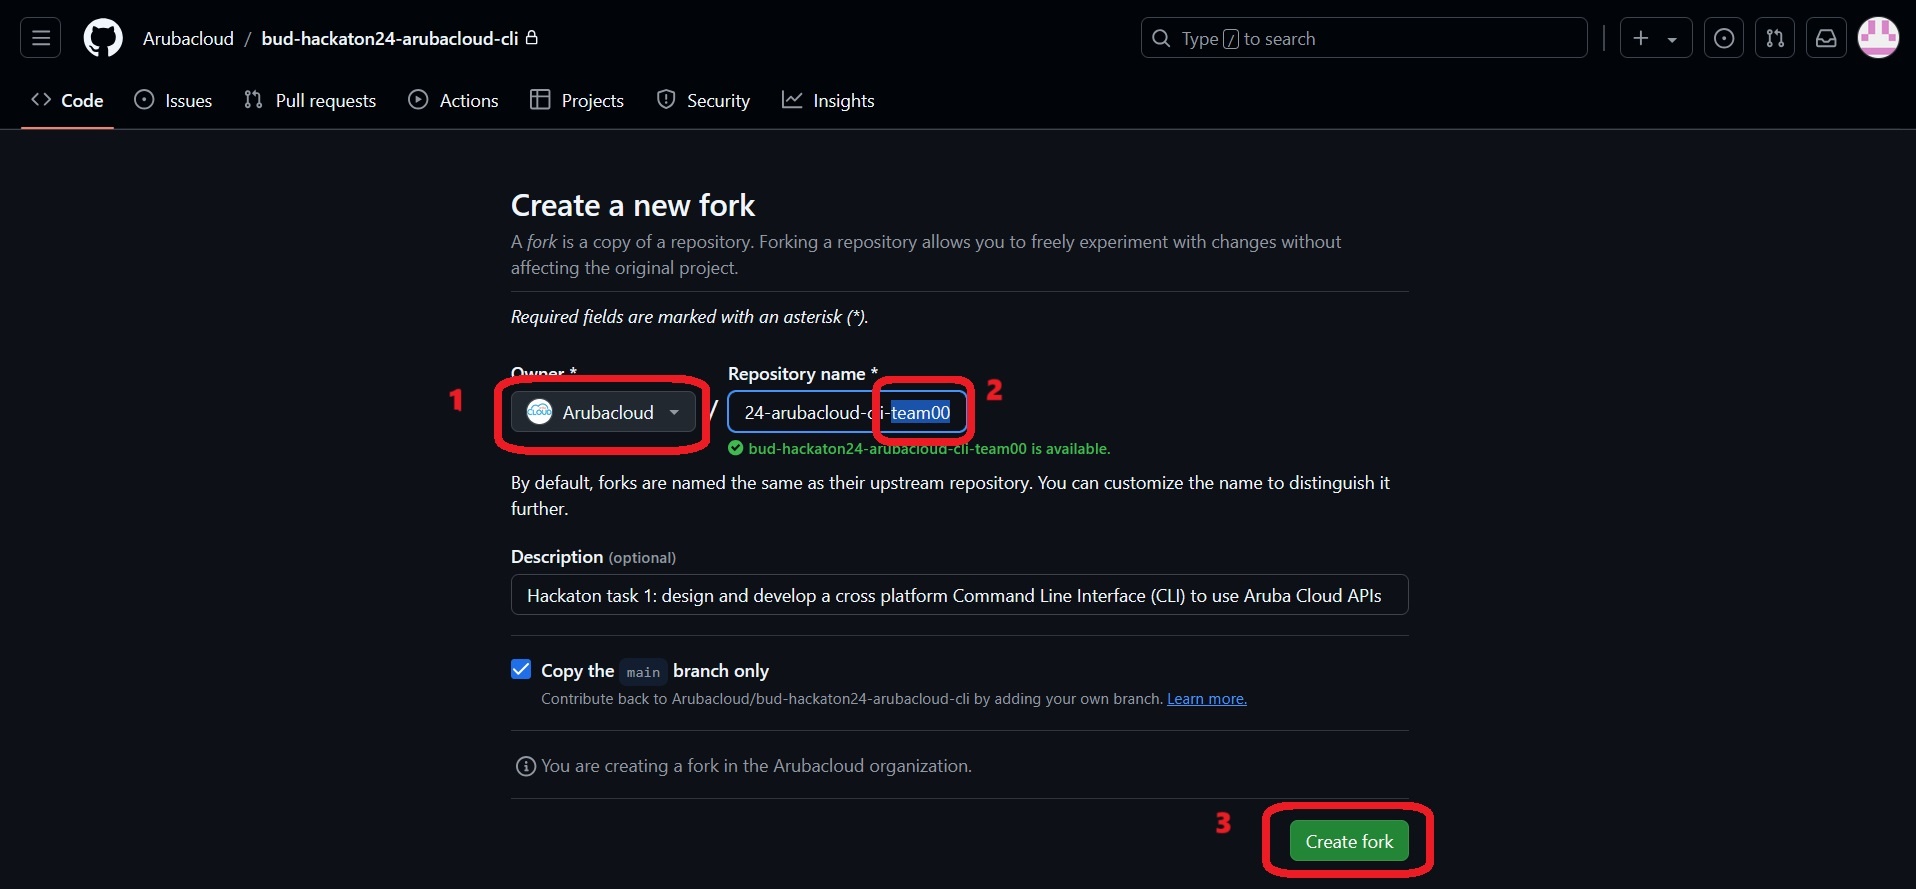 Arubacloud / bud-hackaton24-arubacloud-cli
Type / to search
Code Issues Pull requests Actions Projects Security Insights
Create a new fork
A fork is a copy of a repository. Forking a repository allows you to freely experiment with changes without
affecting the original project.
Required fields are marked with an asterisk (*).
Owner * Repository name *
1 CLOUD Arubacloud / 24-arubacloud-cli-team00 2
bud-hackaton24-arubacloud-cli-team00 is available.
By default, forks are named the same as their upstream repository. You can customize the name to distinguish it
further.
Description (optional)
Hackaton task 1: design and develop a cross platform Command Line Interface (CLI) to use Aruba Cloud APIs
Copy the main branch only
Contribute back to Arubacloud/bud-hackaton24-arubacloud-cli by adding your own branch. Learn more.
You are creating a fork in the Arubacloud organization.
3 Create fork